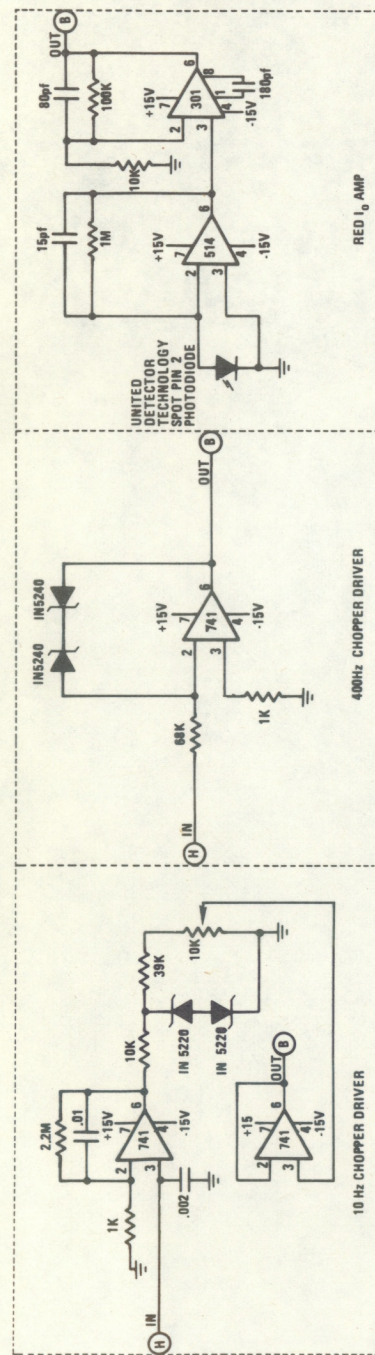 2.2M
.01
+15V
1K
2
7
741
6
3
4
-15V
10K
39K
IN
H
.002
IN 5220
IN 5220
10K
+15
2
7
741
6
3
4
-15V
OUT
B
10 Hz CHOPPER DRIVER
IN5240
IN5240
+15V
68K
2
7
741
6
3
4
-15V
IN
H
1K
OUT
B
400Hz CHOPPER DRIVER
15pf
1M
+15V
UNITED
DETECTOR
TECHNOLOGY
SPOT PIN 2
PHOTODIODE
2
7
514
6
3
4
-15V
80pf
100K
10K
+15V
2
7
301
6
3
4
1
8
-15V
180pf
OUT
B
RED Io AMP